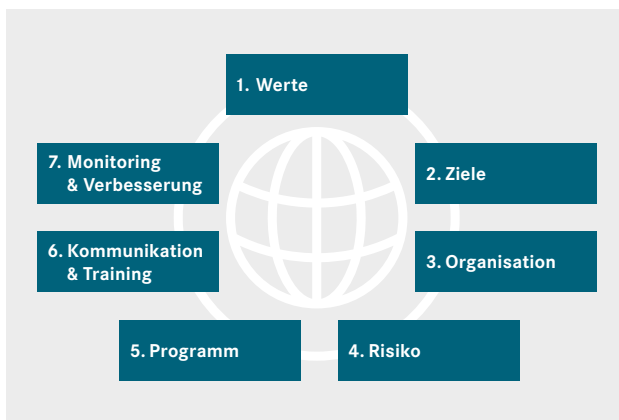 1. Werte
2. Ziele
3. Organisation
4. Risiko
5. Programm
6. Kommunikation
& Training
7. Monitoring
& Verbesserung